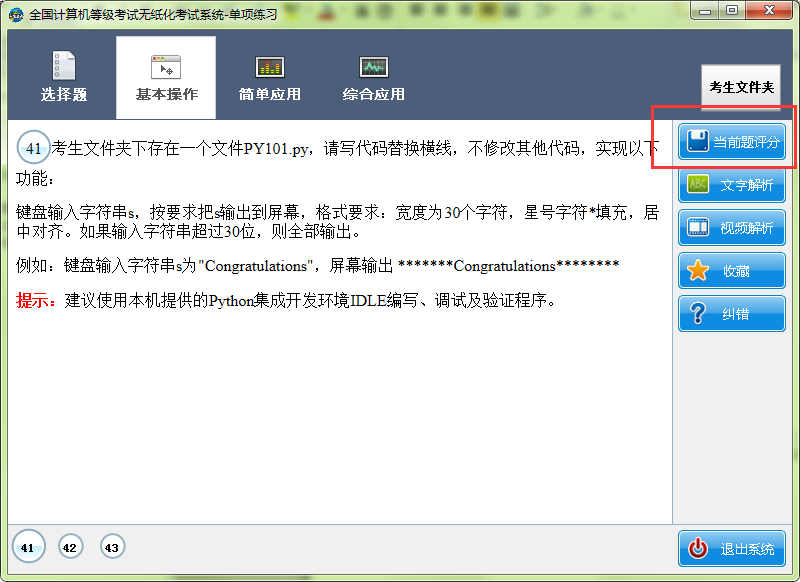 全国计算机等级考试无纸化考试系统-单项练习
选择题
基本操作
简单应用
综合应用
考生文件夹
41 考生文件夹下存在一个文件PY101.py，请写代码替换横线，不修改其他代码，实现以下
功能：
键盘输入字符串s，按要求把s输出到屏幕，格式要求：宽度为30个字符，星号字符*填充，居
中对齐。如果输入字符串超过30位，则全部输出。
例如：键盘输入字符串s为"Congratulations"，屏幕输出 *******Congratulations********
提示：建议使用本机提供的Python集成开发环境IDLE编写、调试及验证程序。
当前题评分
ABC 文字解析
视频解析
收藏
? 纠错
41 42 43
退出系统